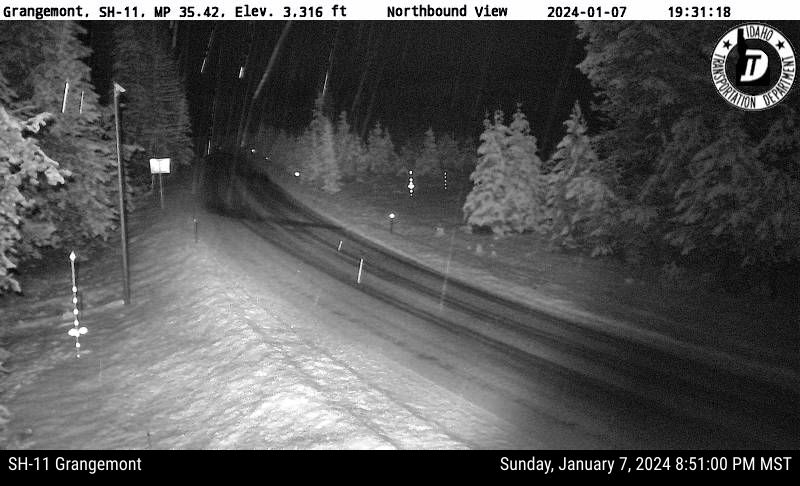 Grangemont, SH-11, MP 35.42, Elev. 3,316 ft Northbound View 2024-01-07 19:31:18
IDAHO
TRANSPORTATION DEPARTMENT
SH-11 Grangemont Sunday, January 7, 2024 8:51:00 PM MST